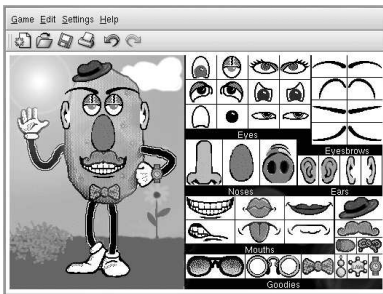 Game Edit Settings Help
Eyes
Eyesbrows
Noses
Ears
Mouths
Goodies